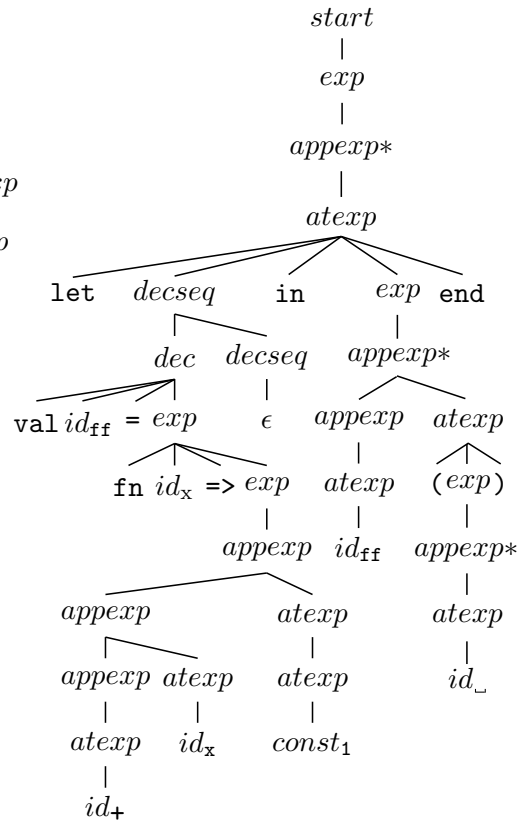 start
exp
appexp*
xp
atexp
p
let decseq in exp end
dec decseq appexp*
val id_ff = exp ϵ appexp atexp
fn id_x => exp atexp (exp)
appexp id_ff appexp*
appexp atexp atexp
appexp atexp atexp id_␣
atexp id_x const_1
id_+